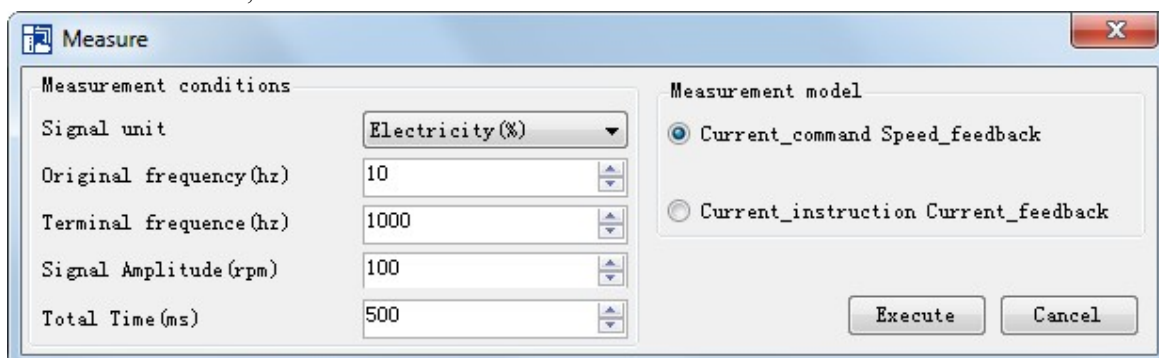 Measure
Measurement conditions
Signal unit
Electricity(%)
Original frequency(hz)
10
Terminal frequence(hz)
1000
Signal Amplitude(rpm)
100
Total Time(ms)
500
Measurement model
Current_command Speed_feedback
Current_instruction Current_feedback
Execute
Cancel